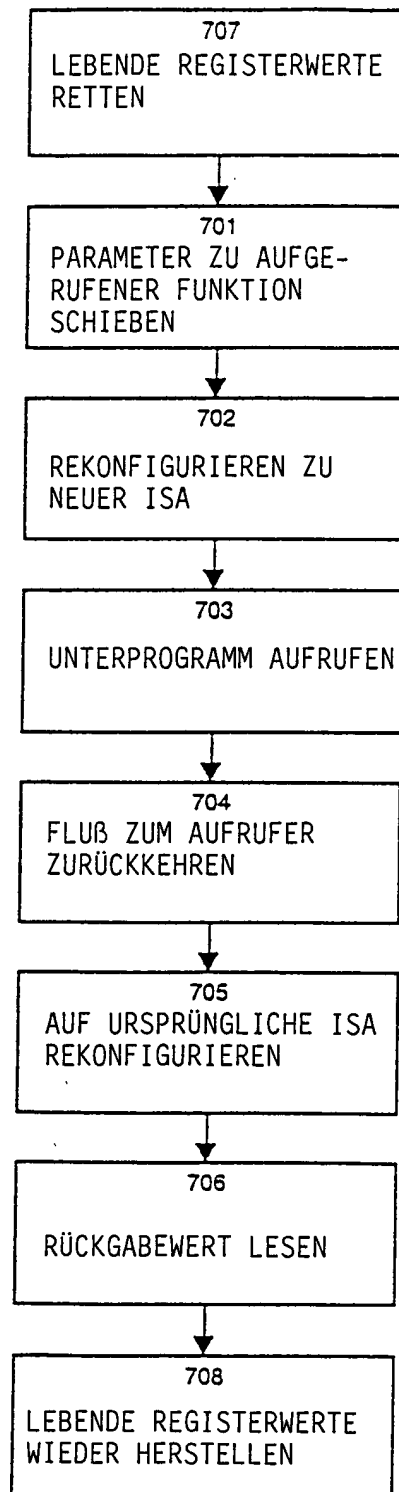 707
LEBENDE REGISTERWERTE
RETTEN
701
PARAMETER ZU AUFGE-
RUFENER FUNKTION
SCHIEBEN
702
REKONFIGURIEREN ZU
NEUER ISA
703
UNTERPROGRAMM AUFRUFEN
704
FLUß ZUM AUFRUFER
ZURÜCKKEHREN
705
AUF URSPRÜNGLICHE ISA
REKONFIGURIEREN
706
RÜCKGABEWERT LESEN
708
LEBENDE REGISTERWERTE
WIEDER HERSTELLEN